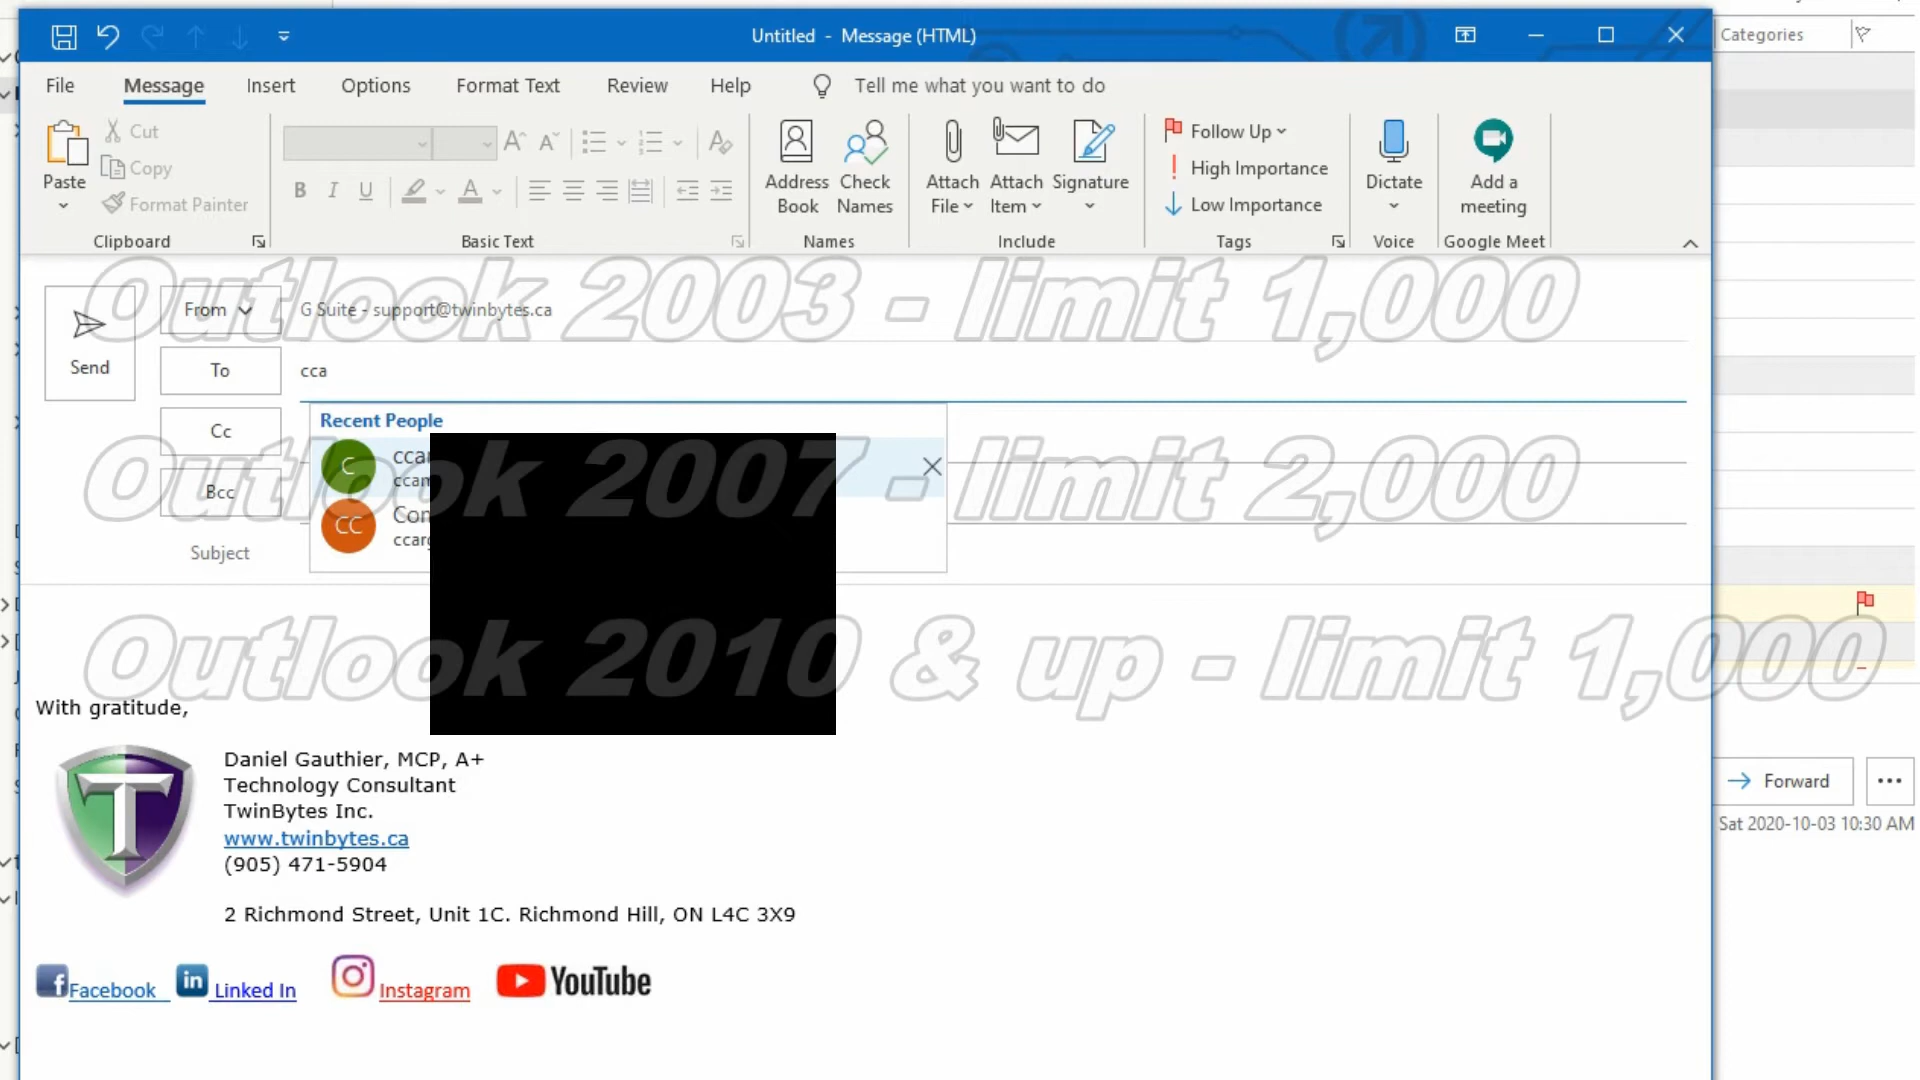 Untitled - Message (HTML)
Categories
File Message Insert Options Format Text Review Help Tell me what you want to do
Paste
Cut
Copy
Format Painter
Clipboard
B I U
Basic Text
Address Book
Check Names
Names
Attach File
Attach Item
Signature
Include
Follow Up
High Importance
Low Importance
Tags
Dictate
Voice
Add a meeting
Google Meet
Outlook 2003 - limit 1,000
Send
From
G Suite - support@twinbytes.ca
To
cca
Cc
Bcc
Subject
Recent People
C
CC
Outlook 2007 - limit 2,000
Outlook 2010 & up - limit 1,000
With gratitude,
T
Daniel Gauthier, MCP, A+
Technology Consultant
TwinBytes Inc.
www.twinbytes.ca
(905) 471-5904
2 Richmond Street, Unit 1C. Richmond Hill, ON L4C 3X9
Facebook Linked In Instagram YouTube
Forward
Sat 2020-10-03 10:30 AM